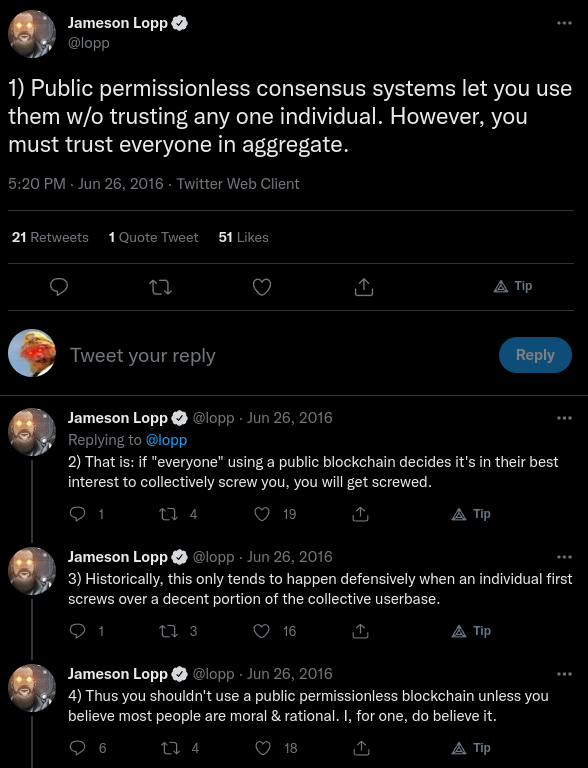 Jameson Lopp
@lopp
1) Public permissionless consensus systems let you use
them w/o trusting any one individual. However, you
must trust everyone in aggregate.
5:20 PM · Jun 26, 2016 · Twitter Web Client
21 Retweets 1 Quote Tweet 51 Likes
Tip
Tweet your reply
Reply
Jameson Lopp @lopp · Jun 26, 2016
Replying to @lopp
2) That is: if "everyone" using a public blockchain decides it's in their best
interest to collectively screw you, you will get screwed.
1 4 19 Tip
Jameson Lopp @lopp · Jun 26, 2016
3) Historically, this only tends to happen defensively when an individual first
screws over a decent portion of the collective userbase.
1 3 16 Tip
Jameson Lopp @lopp · Jun 26, 2016
4) Thus you shouldn't use a public permissionless blockchain unless you
believe most people are moral & rational. I, for one, do believe it.
6 4 18 Tip